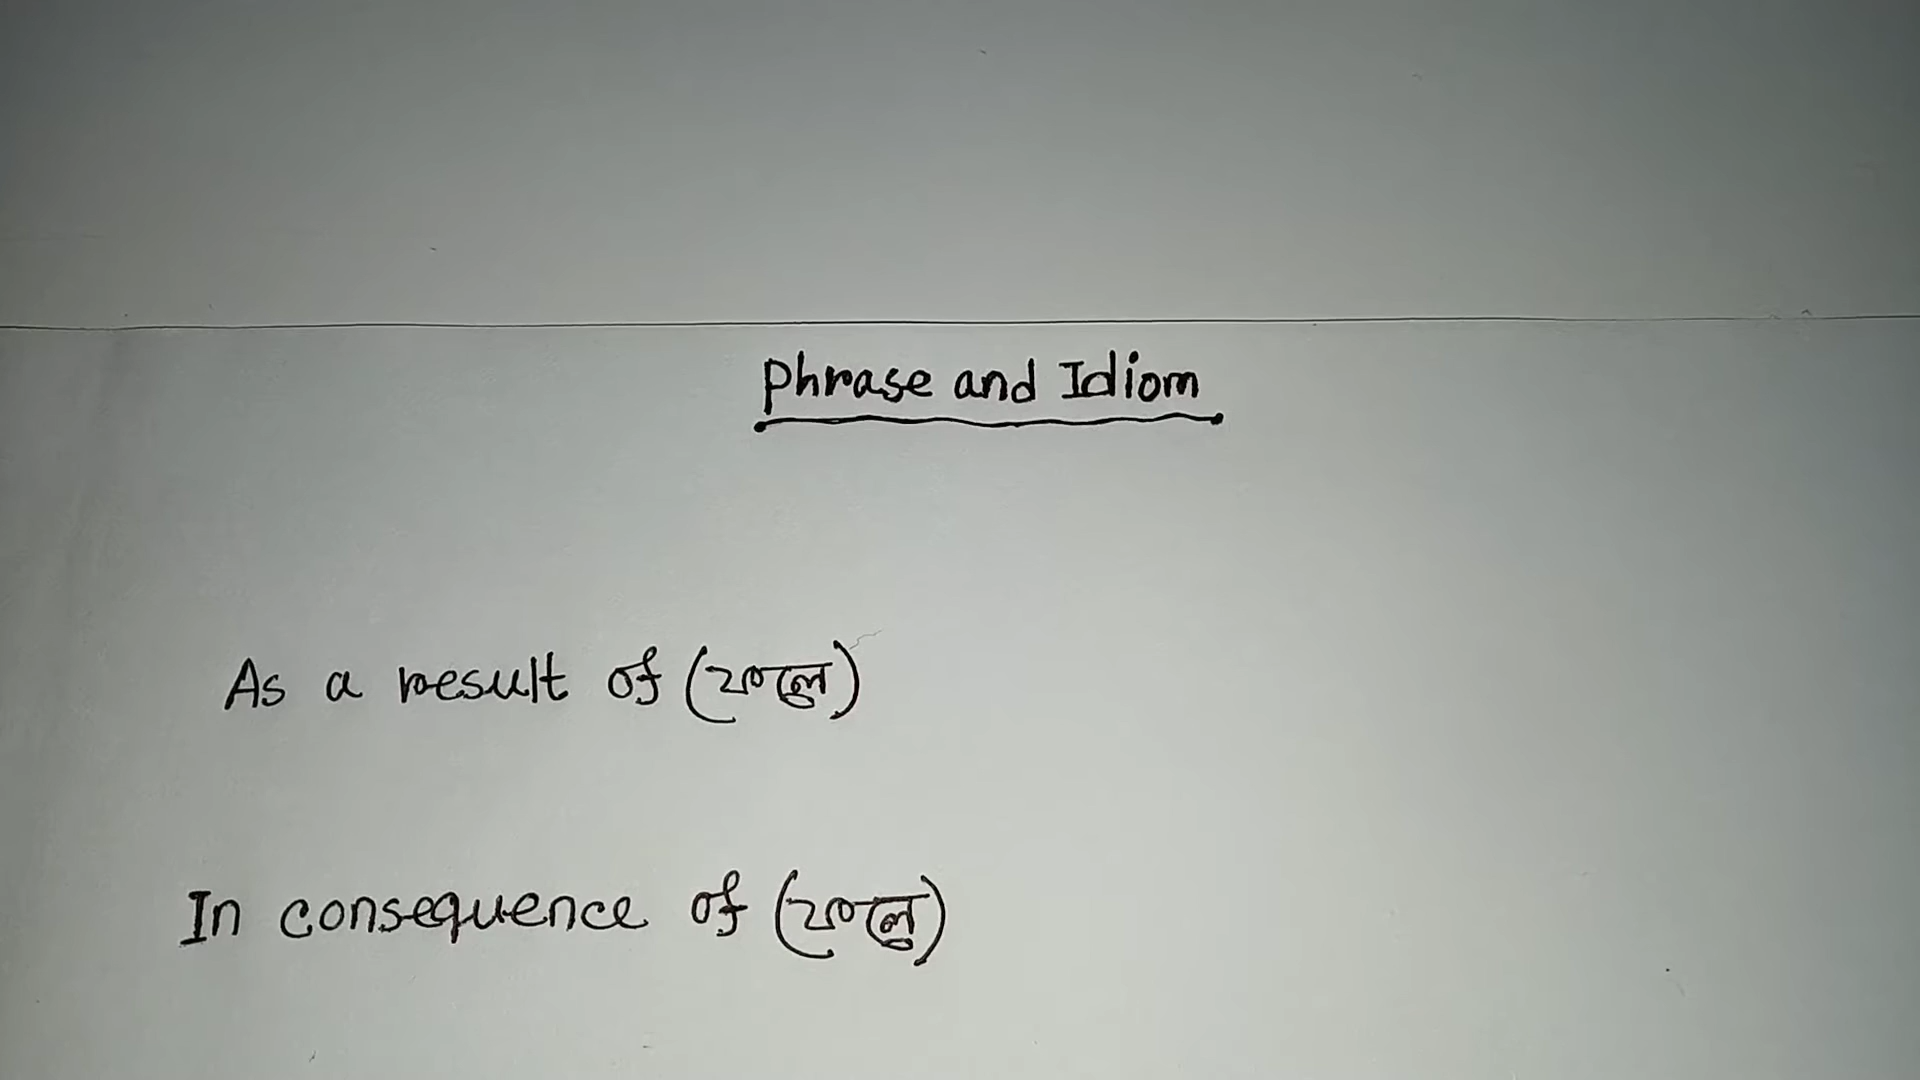 Phrase and Idiom
As a result of (ফলে)
In consequence of (ফলে)